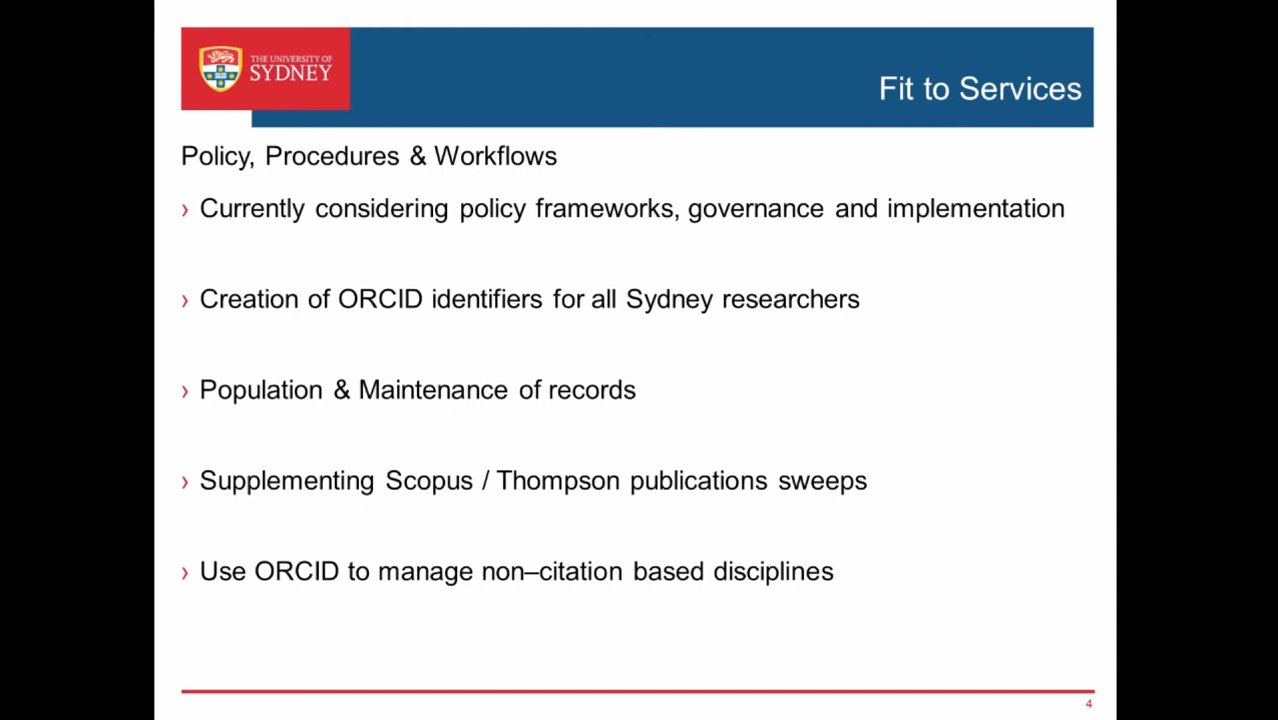 THE UNIVERSITY OF
SYDNEY
Fit to Services
Policy, Procedures & Workflows
› Currently considering policy frameworks, governance and implementation
› Creation of ORCID identifiers for all Sydney researchers
› Population & Maintenance of records
› Supplementing Scopus / Thompson publications sweeps
› Use ORCID to manage non–citation based disciplines
4